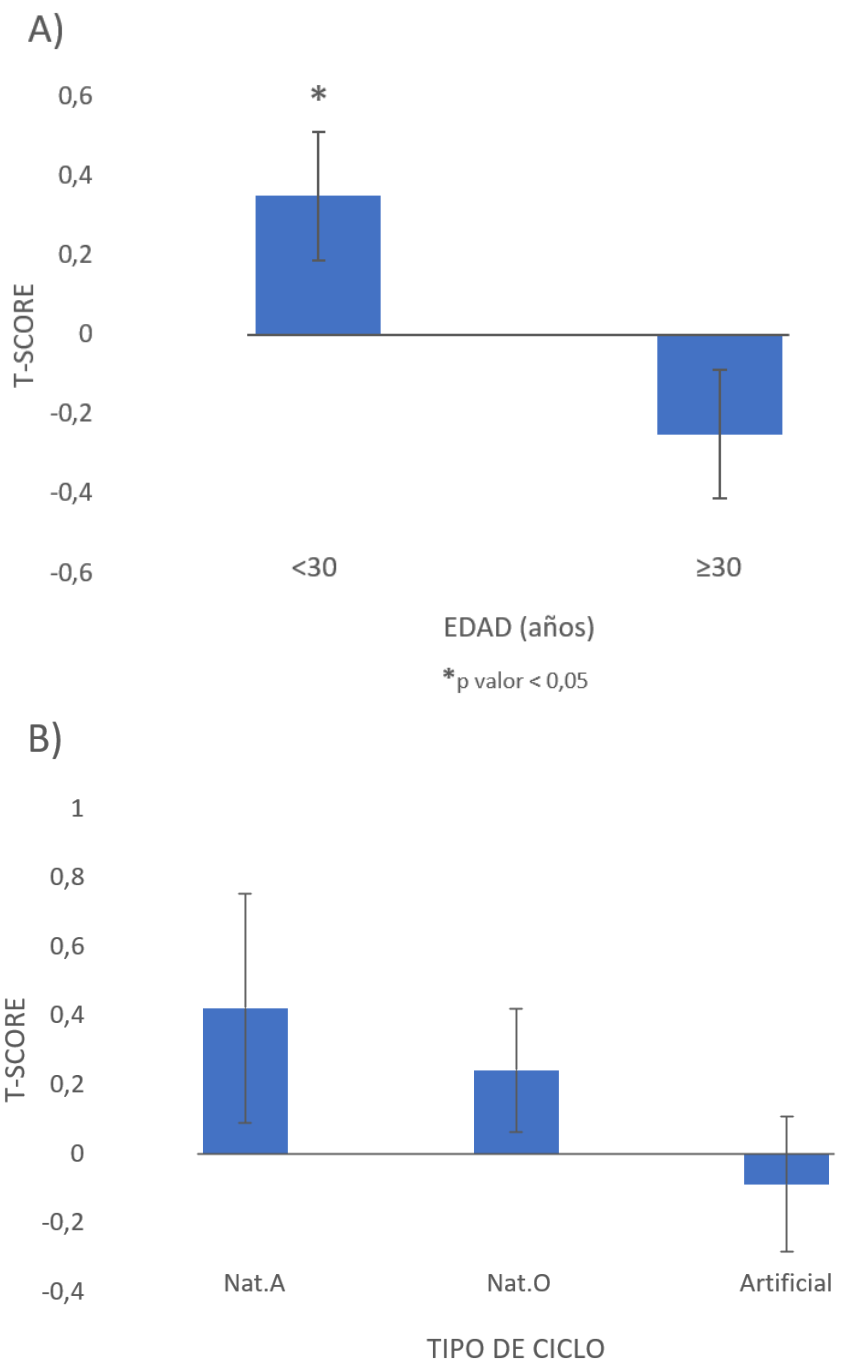 A)
*
0,6
0,4
0,2
0
-0,2
-0,4
-0,6
T-SCORE
<30 ≥30
EDAD (años)
*p valor < 0,05
B)
1
0,8
0,6
0,4
0,2
0
-0,2
-0,4
T-SCORE
Nat.A Nat.O Artificial
TIPO DE CICLO